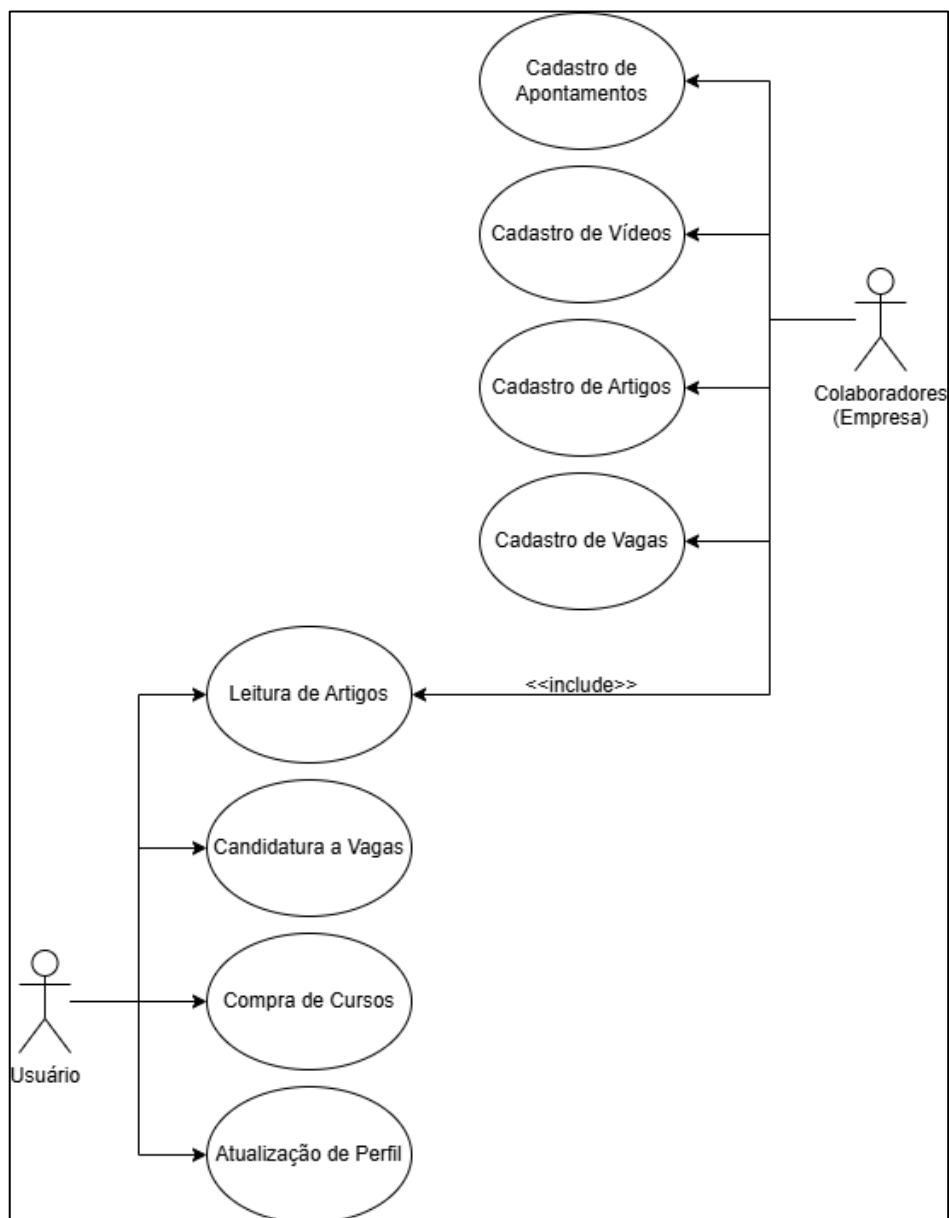 Cadastro de
Apontamentos
Cadastro de Vídeos
Cadastro de Artigos
Colaboradores
(Empresa)
Cadastro de Vagas
Leitura de Artigos
<<include>>
Candidatura a Vagas
Compra de Cursos
Usuário
Atualização de Perfil